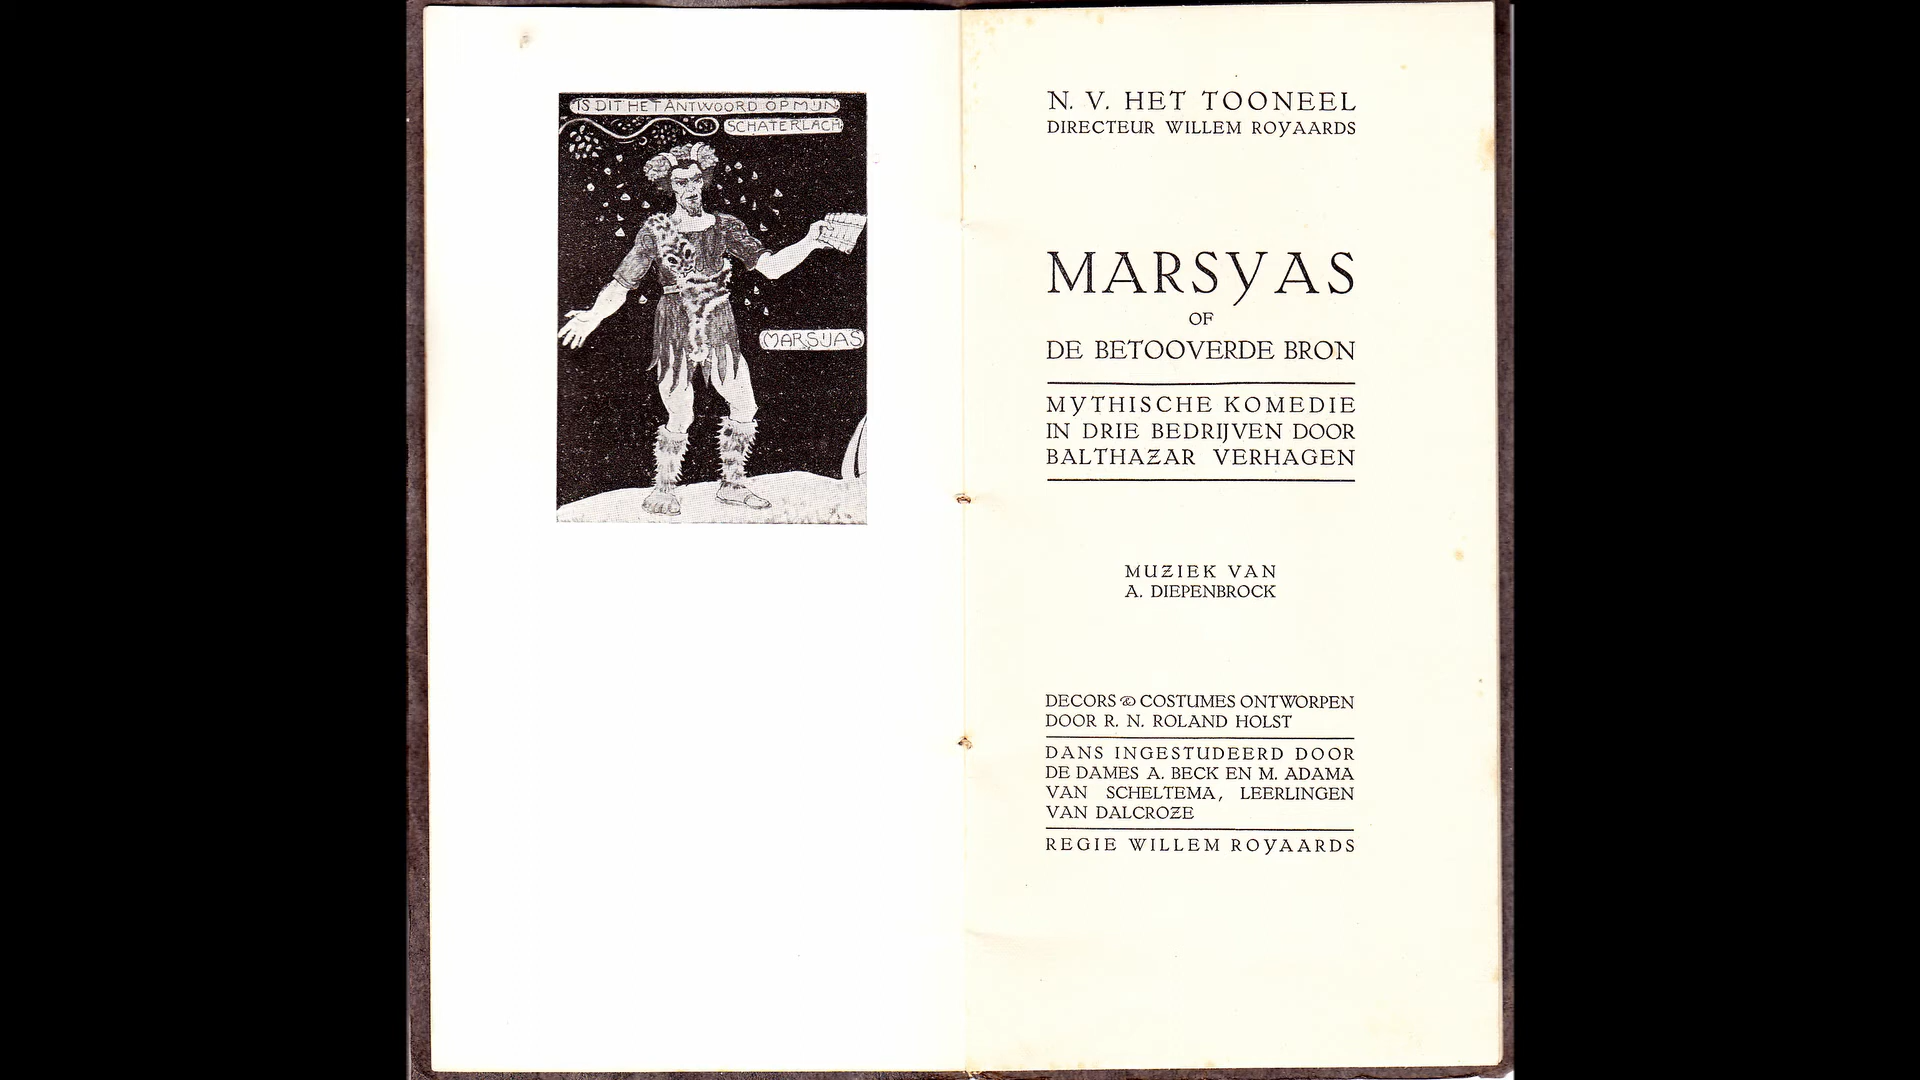 IS DIT HET ANTWOORD OP MIJN
SCHATERLACH
MARSIJAS
N. V. HET TOONEEL
DIRECTEUR WILLEM ROYAARDS
MARSYAS
OF
DE BETOOVERDE BRON
MYTHISCHE KOMEDIE
IN DRIE BEDRIJVEN DOOR
BALTHAZAR VERHAGEN
MUZIEK VAN
A. DIEPENBROCK
DECORS & COSTUMES ONTWORPEN
DOOR R. N. ROLAND HOLST
DANS INGESTUDEERD DOOR
DE DAMES A. BECK EN M. ADAMA
VAN SCHELTEMA, LEERLINGEN
VAN DALCROZE
REGIE WILLEM ROYAARDS